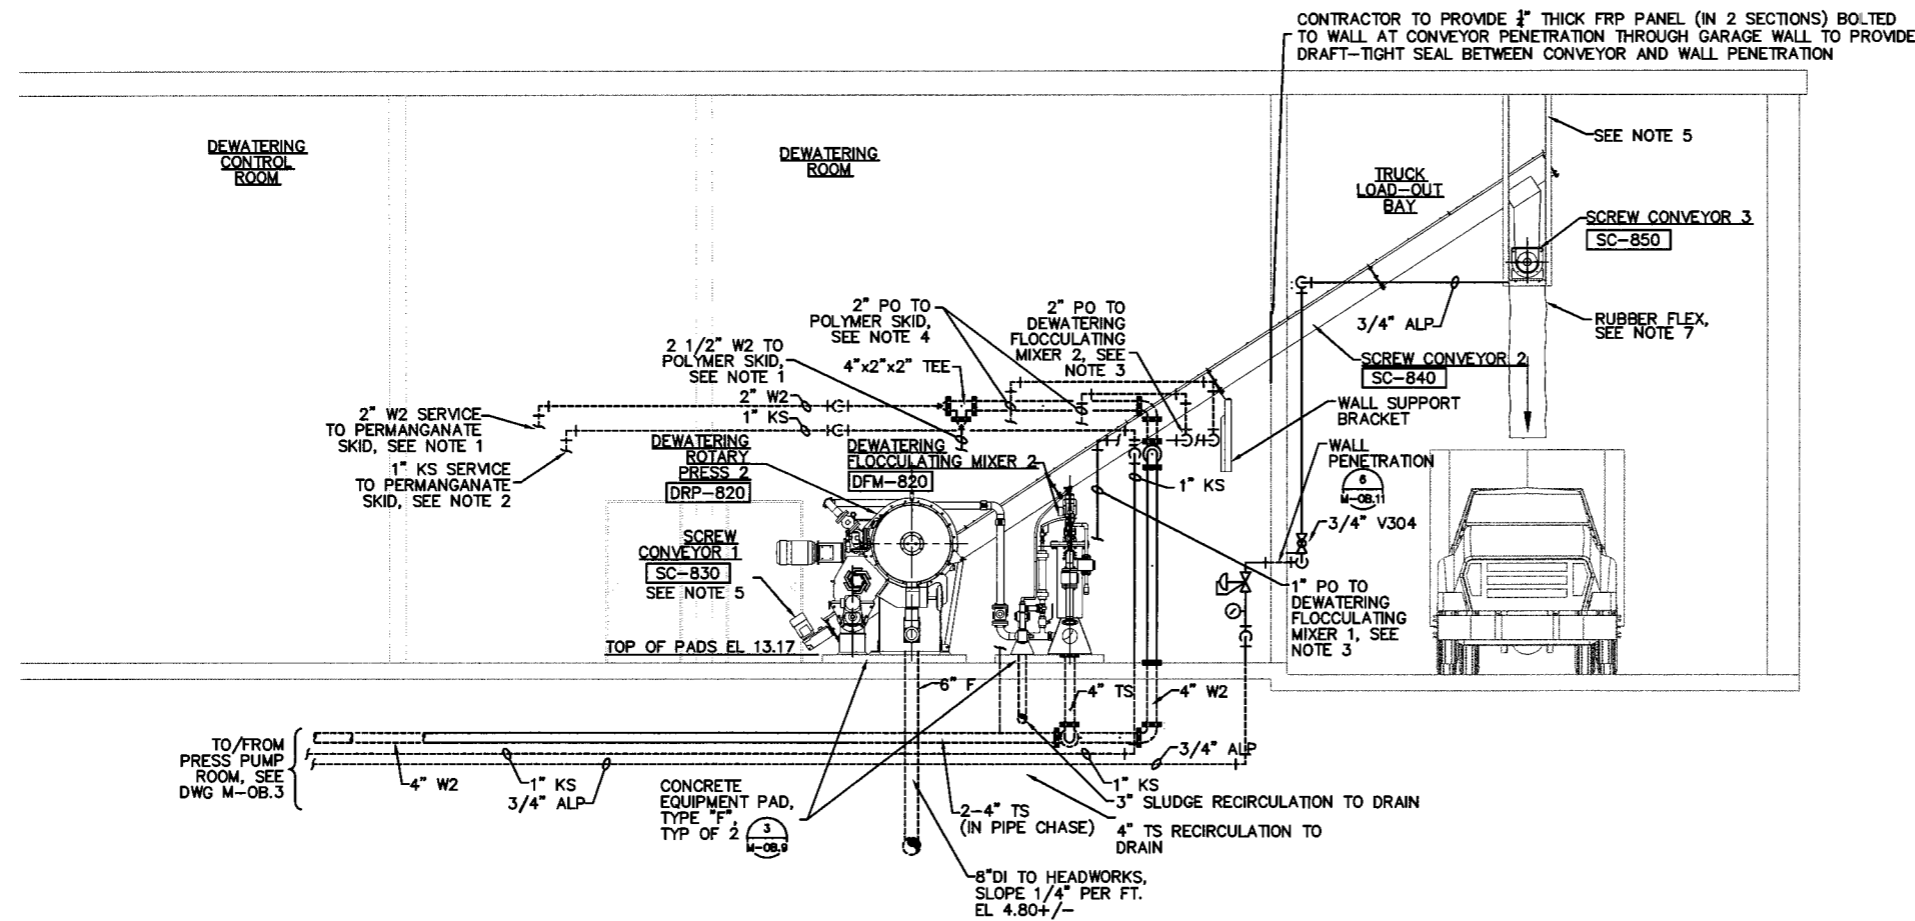 CONTRACTOR TO PROVIDE 1/4" THICK FRP PANEL (IN 2 SECTIONS) BOLTED
TO WALL AT CONVEYOR PENETRATION THROUGH GARAGE WALL TO PROVIDE
DRAFT-TIGHT SEAL BETWEEN CONVEYOR AND WALL PENETRATION
DEWATERING
CONTROL
ROOM
DEWATERING
ROOM
TRUCK
LOAD-OUT
BAY
SEE NOTE 5
SCREW CONVEYOR 3
SC-850
RUBBER FLEX,
SEE NOTE 7
3/4" ALP
SCREW CONVEYOR 2
SC-840
WALL SUPPORT
BRACKET
2" PO TO
POLYMER SKID,
SEE NOTE 4
2" PO TO
DEWATERING
FLOCCULATING
MIXER 2, SEE
NOTE 3
2 1/2" W2 TO
POLYMER SKID,
SEE NOTE 1
4"x2"x2" TEE
2" W2
1" KS
2" W2 SERVICE
TO PERMANGANATE
SKID, SEE NOTE 1
1" KS SERVICE
TO PERMANGANATE
SKID, SEE NOTE 2
DEWATERING
ROTARY
PRESS 2
DRP-820
DEWATERING
FLOCCULATING MIXER 2
DFM-820
1" KS
WALL
PENETRATION
6
M-0B.11
3/4" V304
SCREW
CONVEYOR 1
SC-830
SEE NOTE 5
1" PO TO
DEWATERING
FLOCCULATING
MIXER 1, SEE
NOTE 3
TOP OF PADS EL 13.17
6" F
4" TS
4" W2
TO/FROM
PRESS PUMP
ROOM, SEE
DWG M-0B.3
4" W2
1" KS
3/4" ALP
3/4" ALP
1" KS
3" SLUDGE RECIRCULATION TO DRAIN
CONCRETE
EQUIPMENT PAD,
TYPE "F",
TYP OF 2
3
M-0B.9
2-4" TS
(IN PIPE CHASE)
4" TS RECIRCULATION TO
DRAIN
8"DI TO HEADWORKS,
SLOPE 1/4" PER FT.
EL 4.80+/-